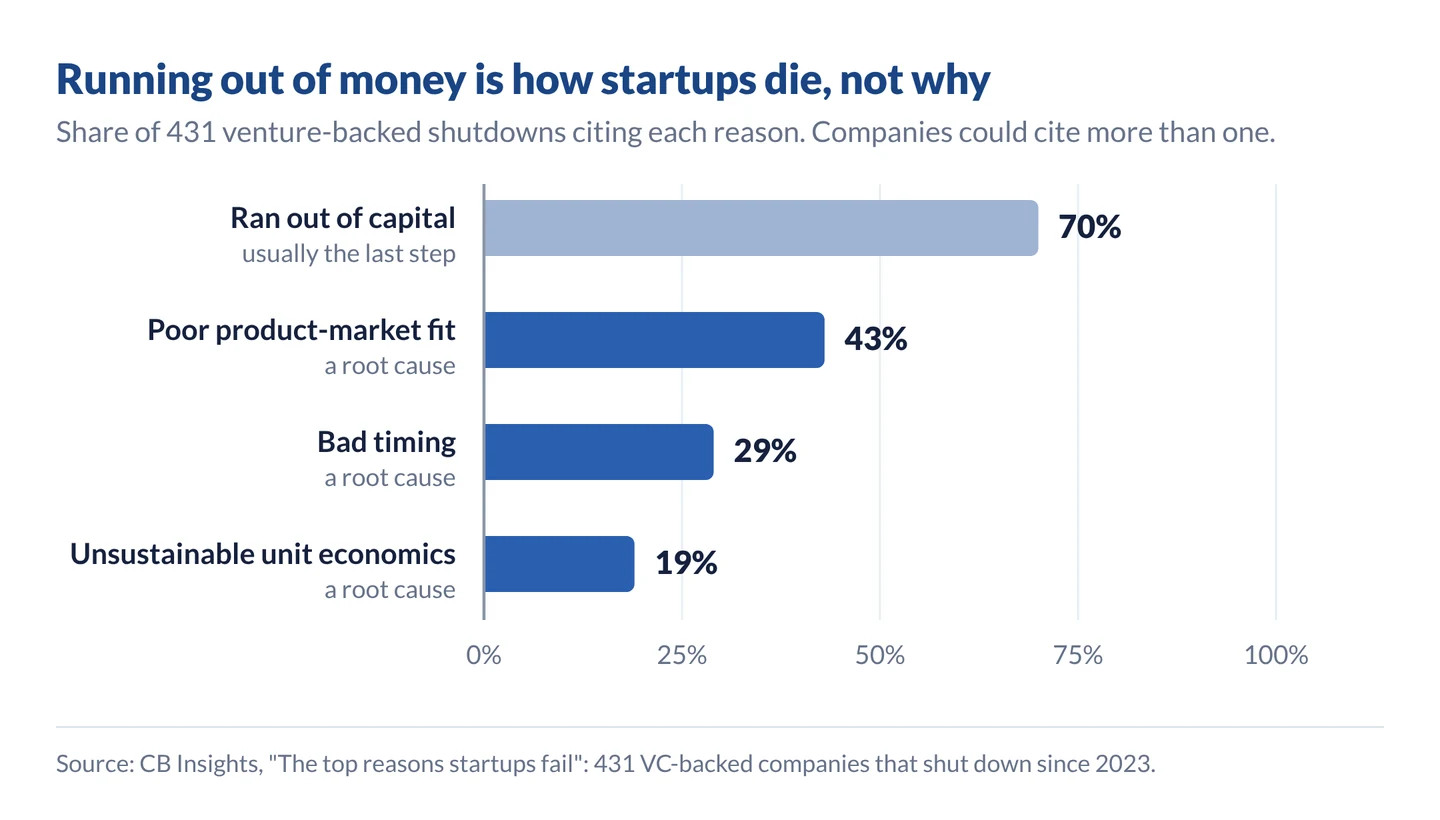 Running out of money is how startups die, not why
Share of 431 venture-backed shutdowns citing each reason. Companies could cite more than one.
Ran out of capital
usually the last step
70%
Poor product-market fit
a root cause
43%
Bad timing
a root cause
29%
Unsustainable unit economics
a root cause
19%
0% 25% 50% 75% 100%
Source: CB Insights, "The top reasons startups fail": 431 VC-backed companies that shut down since 2023.